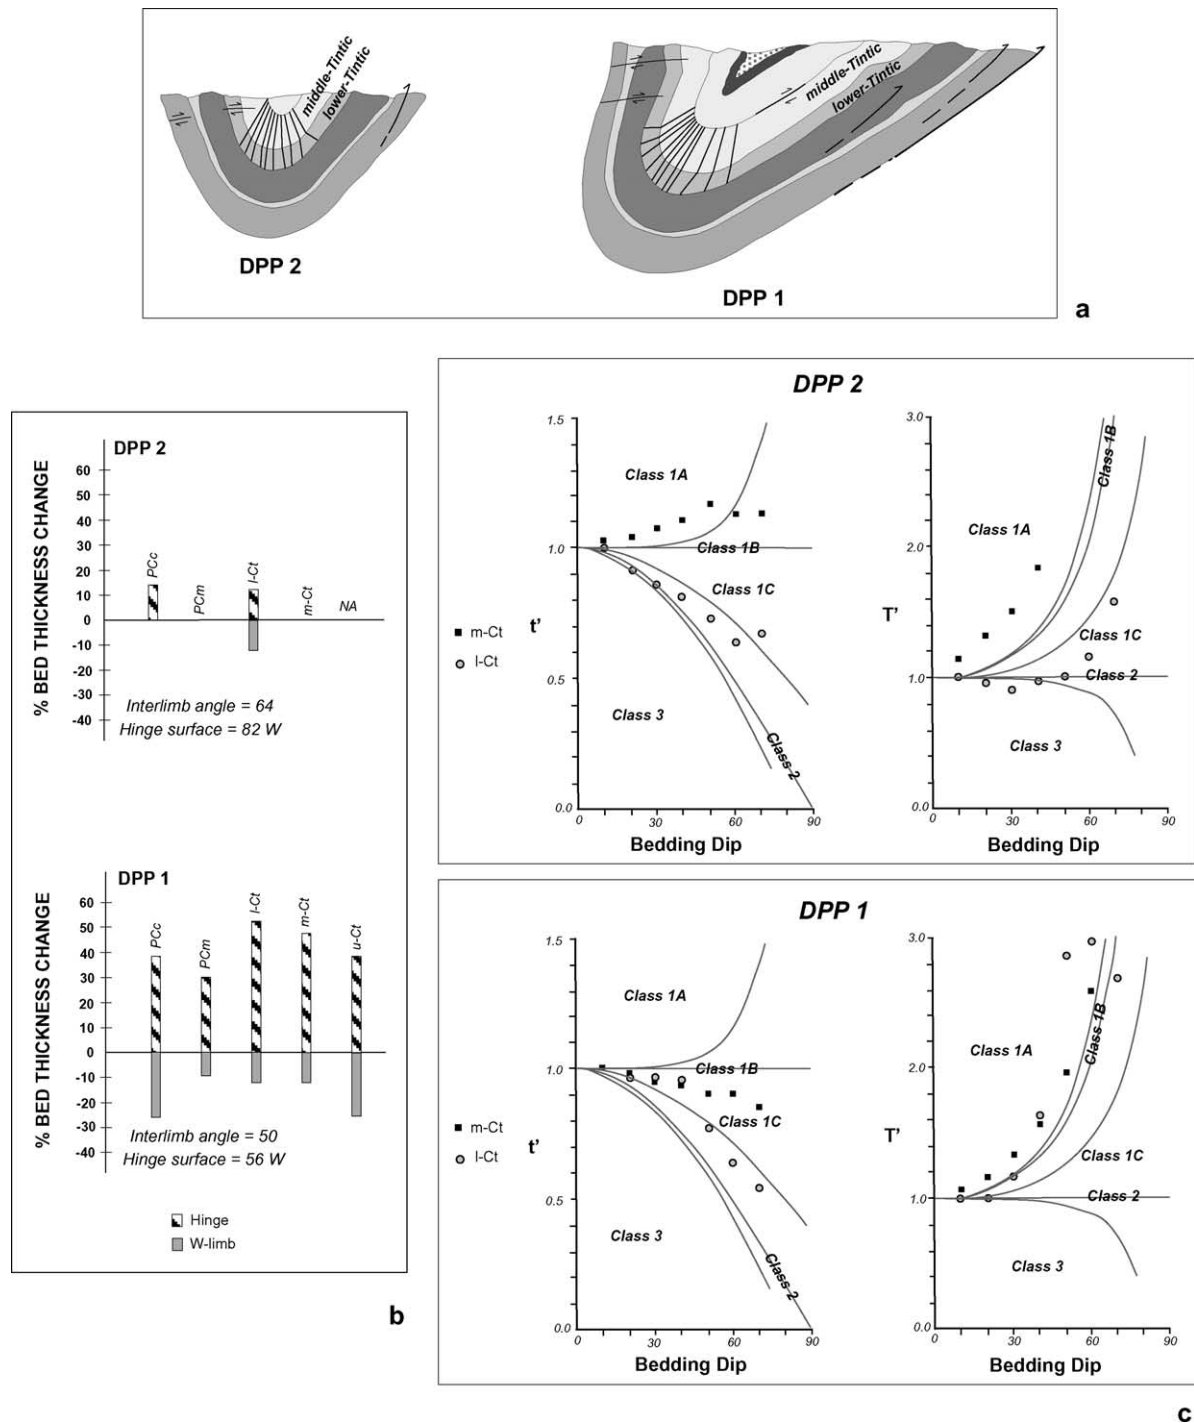 middle-Tintic
lower-Tintic
DPP 2
middle-Tintic
lower-Tintic
DPP 1
a
DPP 2
% BED THICKNESS CHANGE
60
50
40
30
20
10
0
-10
-20
-30
-40
PCc
PCm
l-Ct
m-Ct
NA
Interlimb angle = 64
Hinge surface = 82 W
DPP 1
% BED THICKNESS CHANGE
60
50
40
30
20
10
0
-10
-20
-30
-40
PCc
PCm
l-Ct
m-Ct
u-Ct
Interlimb angle = 50
Hinge surface = 56 W
Hinge
W-limb
b
DPP 2
1.5
1.0
0.5
0.0
t'
m-Ct
l-Ct
Class 1A
Class 1B
Class 1C
Class 2
Class 3
0 30 60 90
Bedding Dip
3.0
2.0
1.0
0.0
T'
Class 1A
Class 1B
Class 1C
Class 2
Class 3
0 30 60 90
Bedding Dip
DPP 1
1.5
1.0
0.5
0.0
t'
m-Ct
l-Ct
Class 1A
Class 1B
Class 1C
Class 2
Class 3
0 30 60 90
Bedding Dip
3.0
2.0
1.0
0.0
T'
Class 1A
Class 1B
Class 1C
Class 2
Class 3
0 30 60 90
Bedding Dip
c